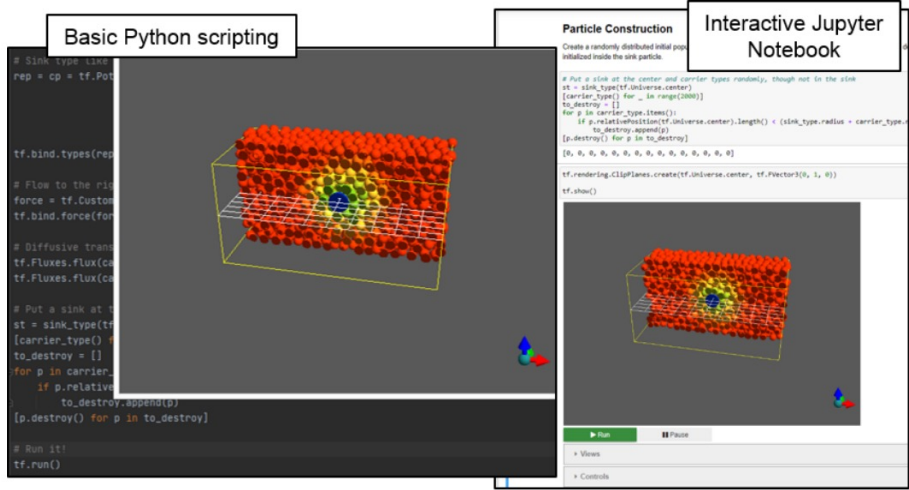 Basic Python scripting
# Sink type like
rep = cp = tf.Pot
tf.bind.types(rep
# Flow to the rig
force = tf.Custom
tf.bind.force(for
# Diffusive trans
tf.Fluxes.flux(ca
tf.Fluxes.flux(ca
# Put a sink at t
st = sink_type(tf
[carrier_type() f
to_destroy = []
for p in carrier_
if p.relative
to_destroy.append(p)
[p.destroy() for p in to_destroy]
# Run it!
tf.run()
Interactive Jupyter
Notebook
Particle Construction
Create a randomly distributed initial popu
initialized inside the sink particle.
# Put a sink at the center and carrier types randomly, though not in the sink
st = sink_type(tf.Universe.center)
[carrier_type() for _ in range(2000)]
to_destroy = []
for p in carrier_type.items():
if p.relativePosition(tf.Universe.center).length() < (sink_type.radius + carrier_type.r
to_destroy.append(p)
[p.destroy() for p in to_destroy]
[0, 0, 0, 0, 0, 0, 0, 0, 0, 0, 0, 0, 0, 0, 0]
tf.rendering.ClipPlanes.create(tf.Universe.center, tf.FVector3(0, 1, 0))
tf.show()
Run
Pause
Views
Controls